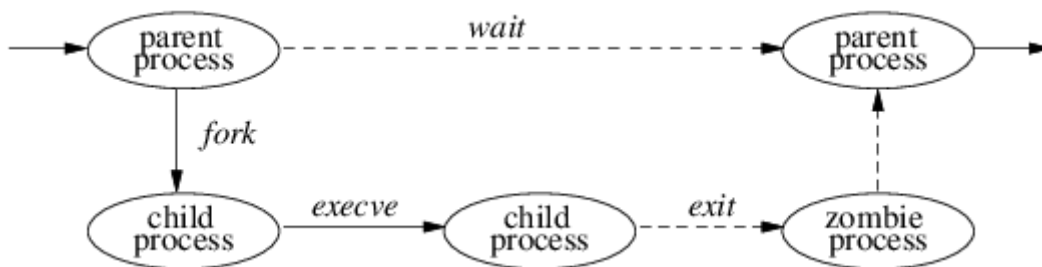 parent
process
wait
parent
process
fork
child
process
execve
child
process
exit
zombie
process